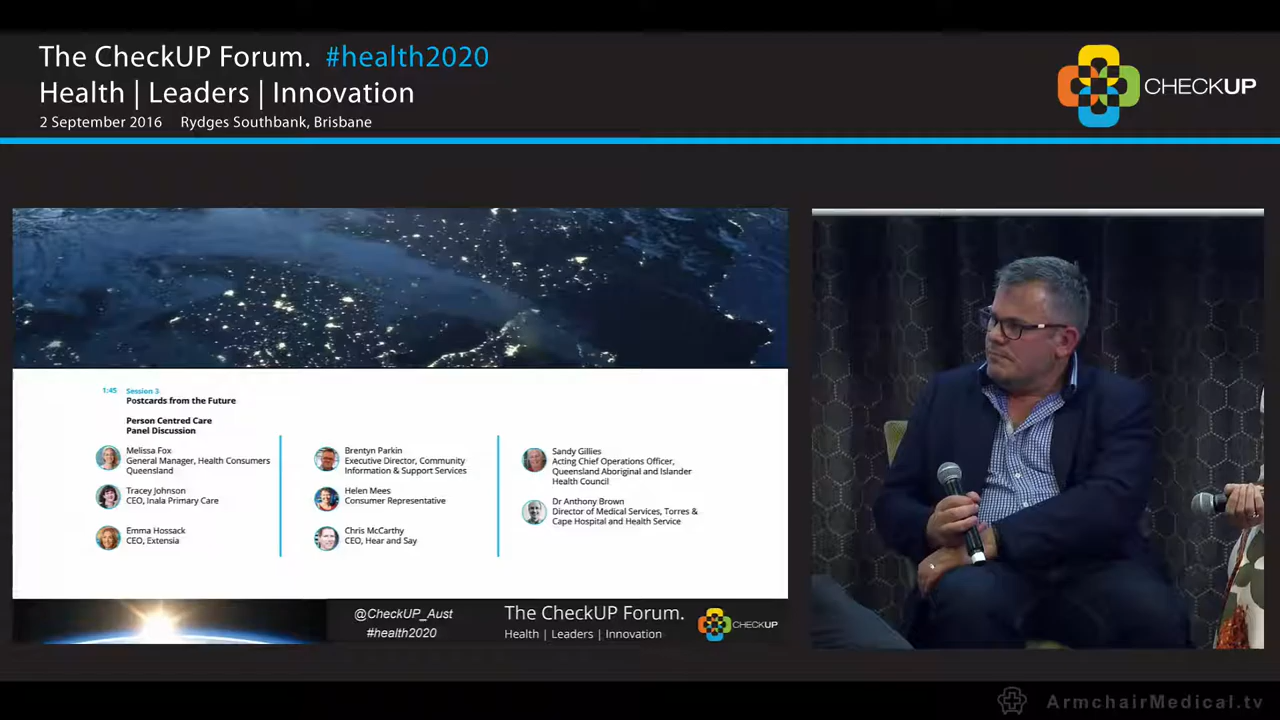 The CheckUP Forum. #health2020
Health | Leaders | Innovation
2 September 2016 Rydges Southbank, Brisbane
CHECKUP
1:45 Session 3
Postcards from the Future
Person Centred Care
Panel Discussion
Melissa Fox
General Manager, Health Consumers
Queensland
Tracey Johnson
CEO, Inala Primary Care
Emma Hossack
CEO, Extensia
Brentyn Parkin
Executive Director, Community
Information & Support Services
Helen Mees
Consumer Representative
Chris McCarthy
CEO, Hear and Say
Sandy Gillies
Acting Chief Operations Officer,
Queensland Aboriginal and Islander
Health Council
Dr Anthony Brown
Director of Medical Services, Torres &
Cape Hospital and Health Service
@CheckUP_Aust
#health2020
The CheckUP Forum.
Health | Leaders | Innovation
CHECKUP
ArmchairMedical.tv